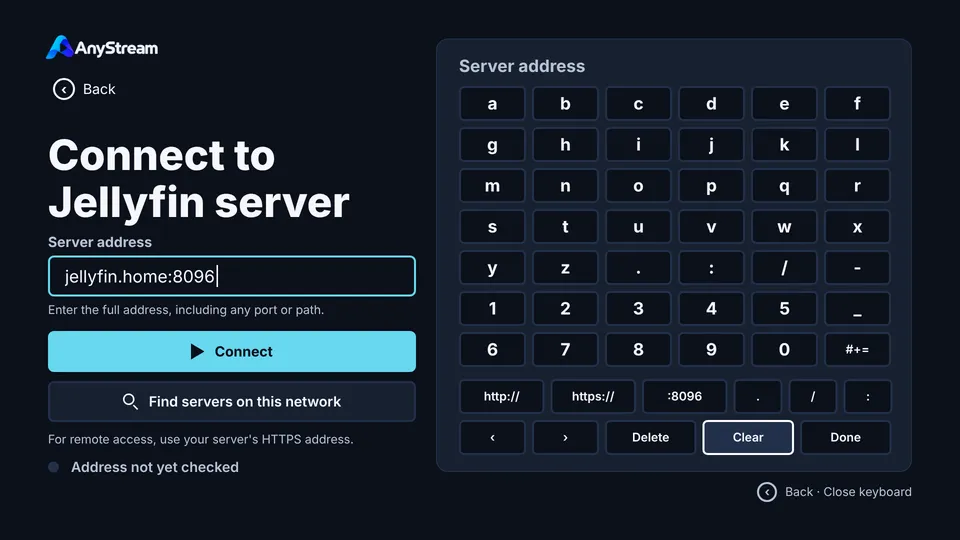 AnyStream
‹ Back
Connect to
Jellyfin server
Server address
jellyfin.home:8096
Enter the full address, including any port or path.
Connect
Find servers on this network
For remote access, use your server's HTTPS address.
Address not yet checked
Server address
a b c d e f
g h i j k l
m n o p q r
s t u v w x
y z . : / -
1 2 3 4 5 _
6 7 8 9 0 #+=
http:// https:// :8096 . / :
‹ › Delete Clear Done
‹ Back · Close keyboard